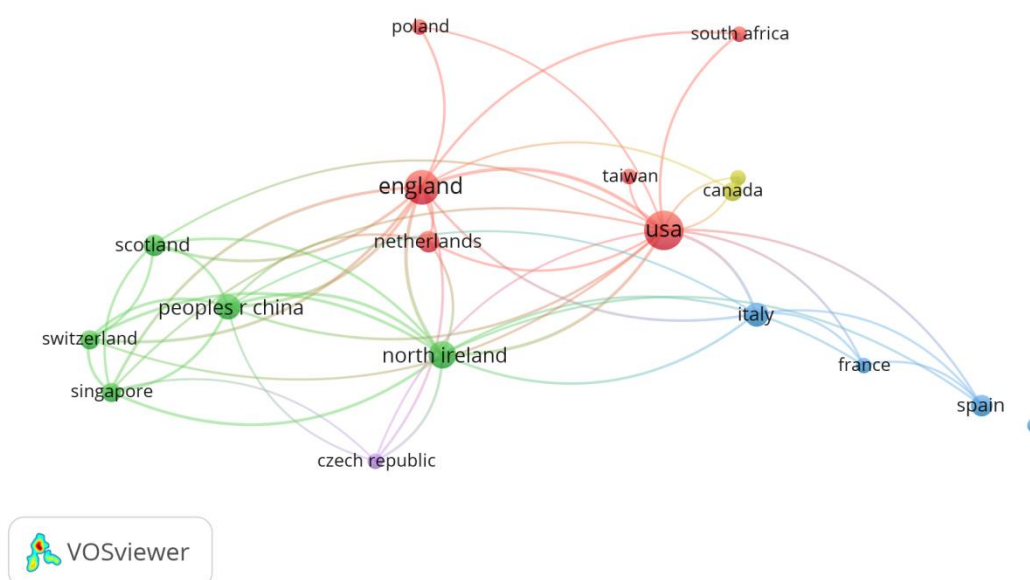 poland
south africa
england
taiwan
canada
usa
netherlands
scotland
peoples r china
italy
switzerland
north ireland
france
singapore
spain
czech republic
VOSviewer